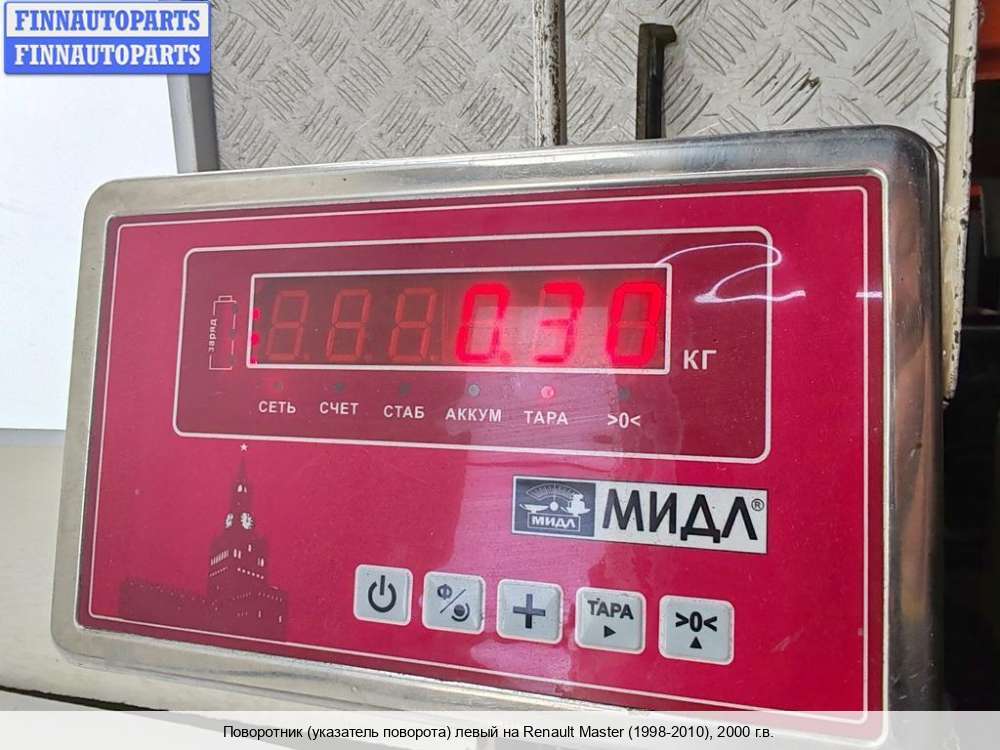 FINNAUTOPARTS
FINNAUTOPARTS
заряд
0.30 КГ
СЕТЬ СЧЕТ СТАБ АККУМ ТАРА >0<
МИДЛ МИДЛ®
Ф/ + ТАРА >0<
Поворотник (указатель поворота) левый на Renault Master (1998-2010), 2000 г.в.